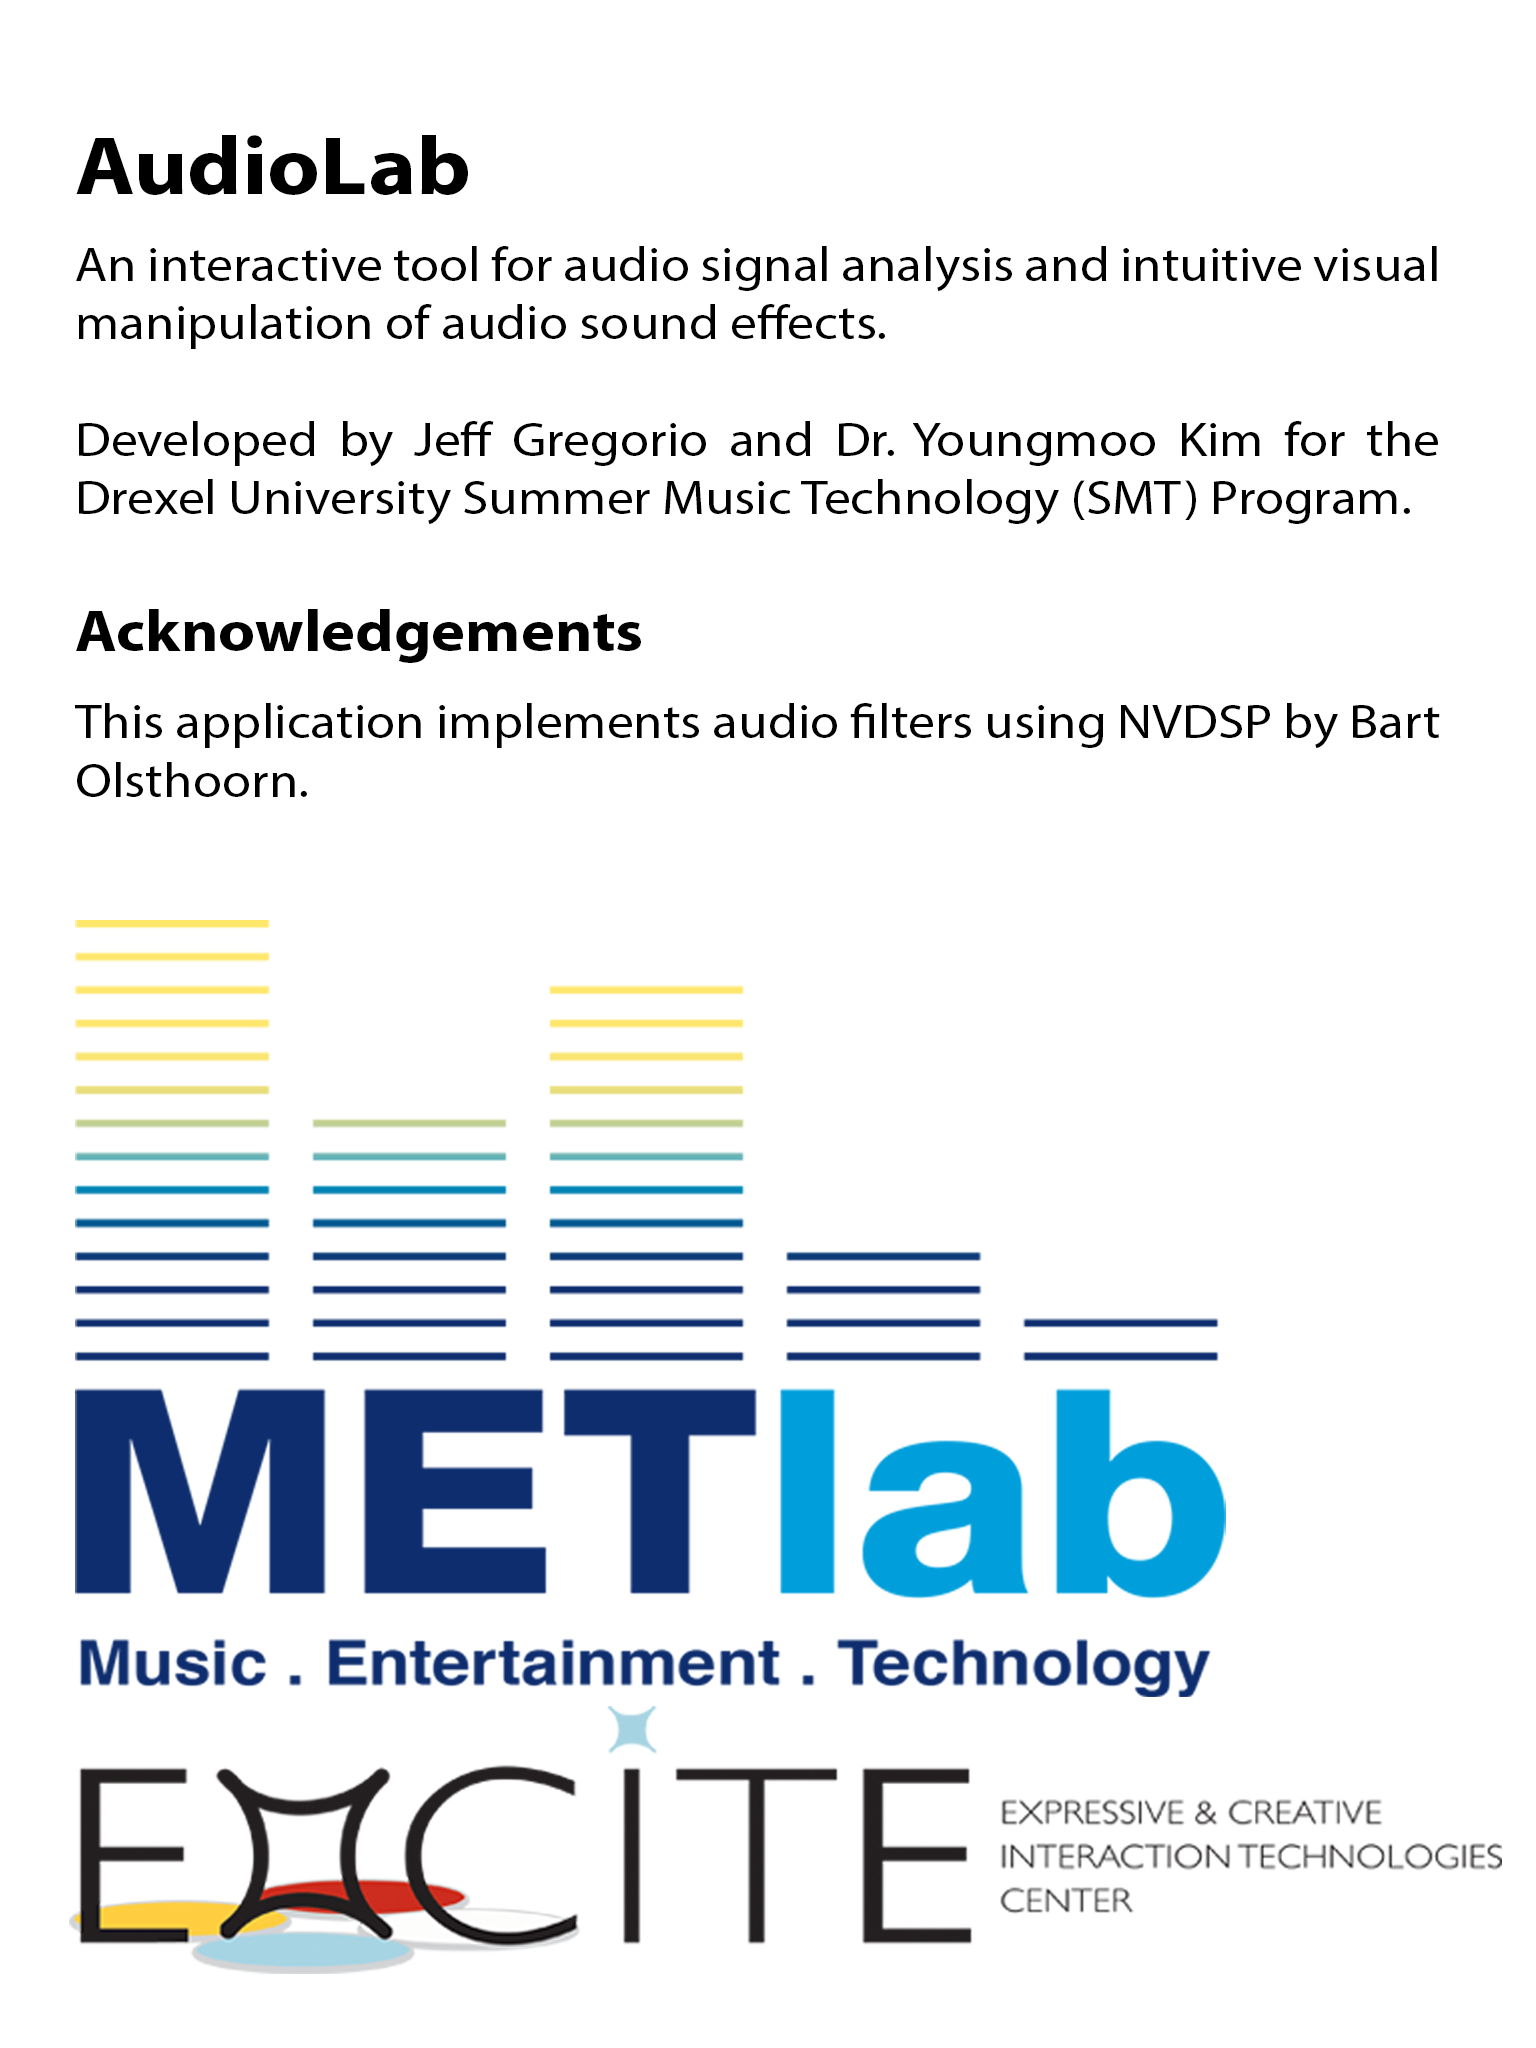 AudioLab
An interactive tool for audio signal analysis and intuitive visual
manipulation of audio sound effects.
Developed by Jeff Gregorio and Dr. Youngmoo Kim for the
Drexel University Summer Music Technology (SMT) Program.
Acknowledgements
This application implements audio filters using NVDSP by Bart
Olsthoorn.
METlab
Music . Entertainment . Technology
EXCiTE
EXPRESSIVE & CREATIVE
INTERACTION TECHNOLOGIES
CENTER